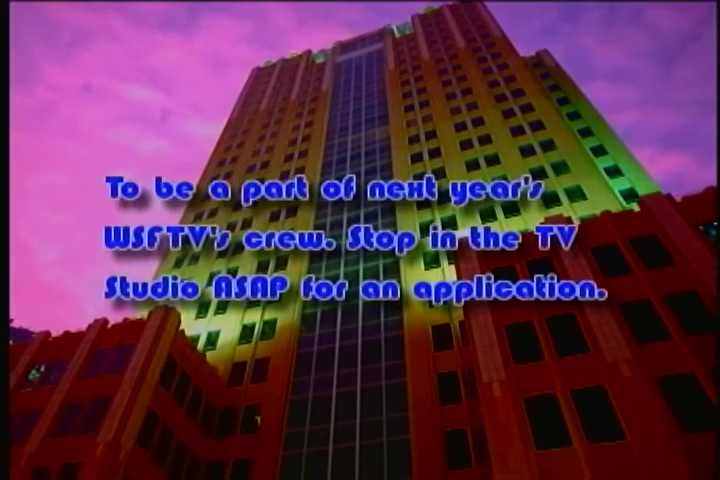 To be a part of next year's
WSFTV's crew. Stop in the TV
Studio ASAP for an application.